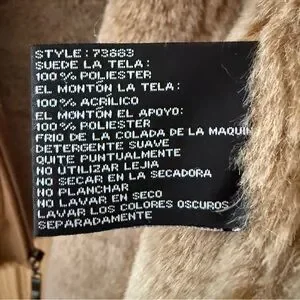 STYLE: 73883
SUEDE LA TELA:
100 % POLIESTER
EL MONTÓN LA TELA:
100 % ACRÍLICO
EL MONTÓN EL APOYO:
100 % POLIESTER
FRIO DE LA COLADA DE LA MAQUIN
DETERGENTE SUAVE
QUITE PUNTUALMENTE
NO UTILIZAR LEJIA
NO SECAR EN LA SECADORA
NO PLANCHAR
NO LAVAR EN SECO
LAVAR LOS COLORES OSCUROS
SEPARADAMENTE